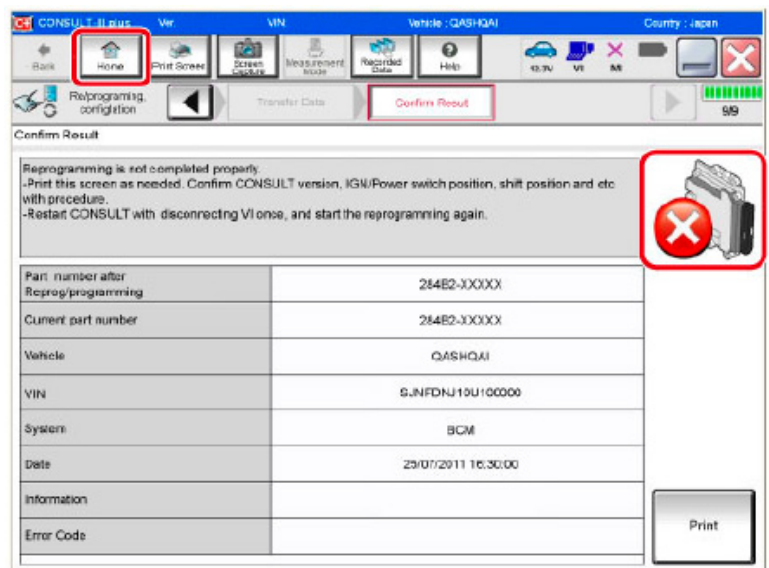 CONSULT-III plus Ver. VIN: Vehicle : QASHQAI Country : Japan
Back
Home
Print Screen
Screen Capture
Measurement Mode
Recorded Data
Help
12.3V
VI
MI
Re/programing, configlation
Transfer Data
Confirm Result
9/9
Confirm Result
Reprogramming is not completed properly.
-Print this screen as needed. Confirm CONSULT version, IGN/Power switch position, shift position and etc
with procedure.
-Restart CONSULT with disconnecting VI once, and start the reprogramming again.
Part number after
Reprog/programming
284B2-XXXXX
Current part number
284B2-XXXXX
Vehicle
QASHQAI
VIN
SJNFDNJ10U100000
System
BCM
Date
25/07/2011 16:30:00
Information
Error Code
Print